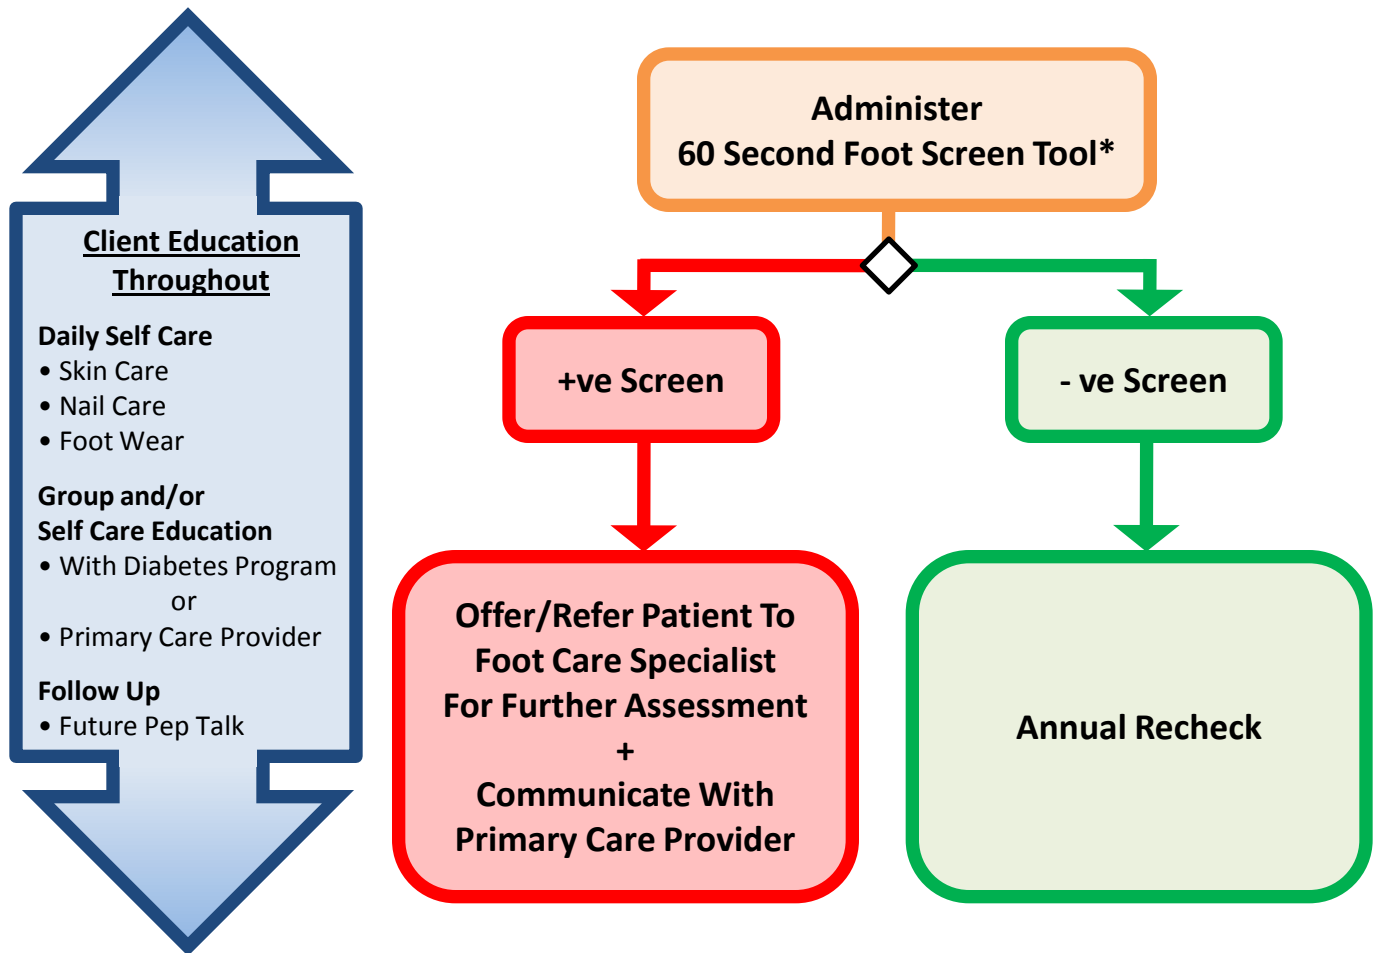 Client Education
Throughout
Daily Self Care
• Skin Care
• Nail Care
• Foot Wear
Group and/or
Self Care Education
• With Diabetes Program
or
• Primary Care Provider
Follow Up
• Future Pep Talk
Administer
60 Second Foot Screen Tool*
+ve Screen
- ve Screen
Offer/Refer Patient To
Foot Care Specialist
For Further Assessment
+
Communicate With
Primary Care Provider
Annual Recheck